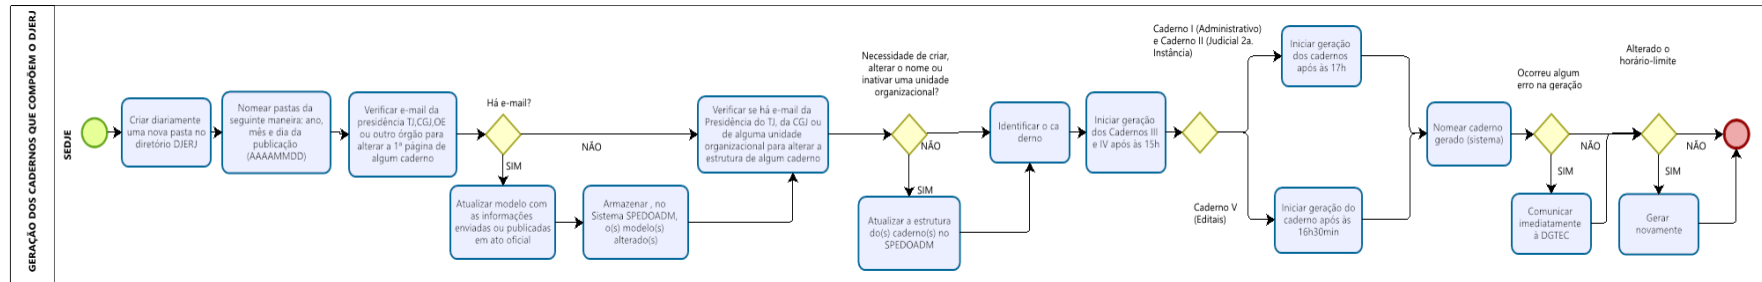 GERAÇÃO DOS CADERNOS QUE COMPÕEM O DJERJ
SEDJE
Criar diariamente
uma nova pasta no
diretório DJERJ
Nomear pastas da
seguinte maneira: ano,
mês e dia da
publicação
(AAAAMMDD)
Verificar e-mail da
presidência TJ,CGJ,OE
ou outro órgão para
alterar a 1ª página de
algum caderno
Há e-mail?
NÃO
SIM
Atualizar modelo com
as informações
enviadas ou publicadas
em ato oficial
Armazenar , no
Sistema SPEDOADM,
o(s) modelo(s)
alterado(s)
Verificar se há e-mail da
Presidência do TJ, da CGJ ou
de alguma unidade
organizacional para alterar a
estrutura de algum caderno
Necessidade de criar,
alterar o nome ou
inativar uma unidade
organizacional?
NÃO
SIM
Atualizar a estrutura
do(s) caderno(s) no
SPEDOADM
Identificar o ca
derno
Iniciar geração
dos Cadernos III
e IV após às 15h
Caderno I (Administrativo)
e Caderno II (Judicial 2a.
Instância)
Iniciar geração
dos cadernos
após às 17h
Caderno V
(Editais)
Iniciar geração do
caderno após às
16h30min
Nomear caderno
gerado (sistema)
Ocorreu algum
erro na geração
NÃO
SIM
Comunicar
imediatamente
à DGTEC
Alterado o
horário-limite
NÃO
SIM
Gerar
novamente